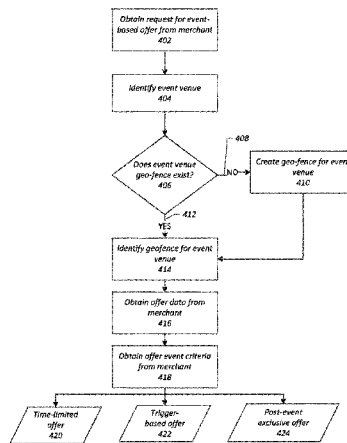 Obtain request for event-
based offer from merchant
402
Identify event venue
404
408
Does event venue
geo-fence exist?
406
NO
Create geo-fence for event
venue
410
412
YES
Identify geofence for event
venue
414
Obtain offer data from
merchant
416
Obtain offer event criteria
from merchant
418
Time-limited
offer
420
Trigger-
based offer
422
Post-event
exclusive offer
424